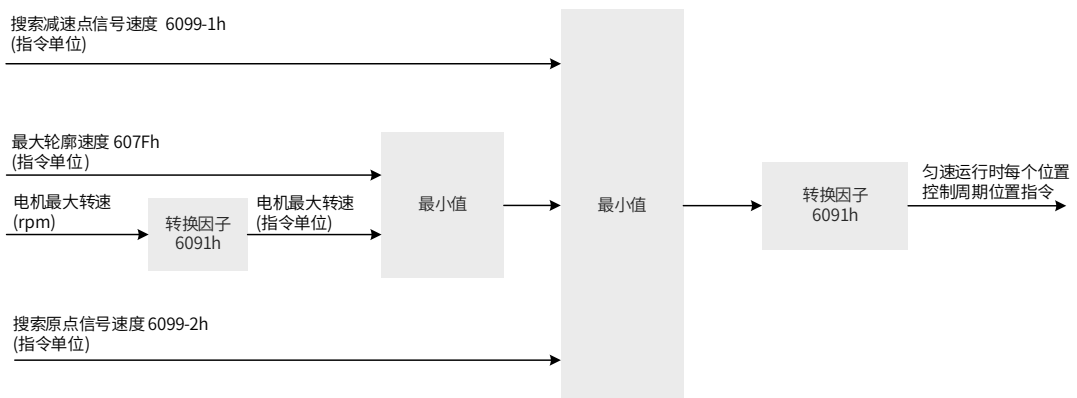 搜索减速点信号速度 6099-1h
(指令单位)
最大轮廓速度 607Fh
(指令单位)
电机最大转速
(rpm)
转换因子
6091h
电机最大转速
(指令单位)
最小值
最小值
转换因子
6091h
匀速运行时每个位置
控制周期位置指令
搜索原点信号速度 6099-2h
(指令单位)